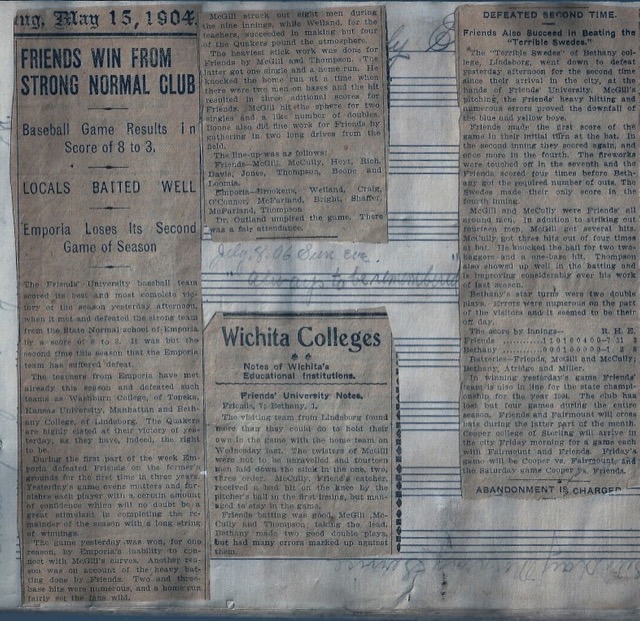 ng, May 15, 1904.
FRIENDS WIN FROM
STRONG NORMAL CLUB
Baseball Game Results in
Score of 8 to 3.
LOCALS BATTED WELL
Emporia Loses Its Second
Game of Season
The Friends' University baseball team
scored its best and most complete vic-
tory of the season yesterday afternoon,
when it met and defeated the strong team
from the State Normal school of Emporia
by a score of 8 to 3. It was but the
second time this season that the Emporia
team has suffered defeat.
The teachers from Emporia have met
already this season and defeated such
teams as Washburn College, of Topeka,
Kansas University, Manhattan and Beth-
any College, of Lindborg. The Quakers
are highly elated at their victory of yes-
terday, as they have, indeed, the right
to be.
During the first part of the week Em-
poria defeated Friends on the former's
grounds for the first time in three years.
Yesterday's game evens matters and fur-
nishes each player with a certain amount
of confidence which will no doubt be a
great stimulant in completing the re-
mainder of the season with a long string
of winnings.
The game yesterday was won, for one
reason, by Emporia's inability to con-
nect with McGill's curves. Another rea-
son was on account of the heavy bat-
ting done by Friends. Two and three-
base hits were numerous, and a home run
fairly set the fans wild.
McGill struck out eight men during
the nine innings, while Welland, for the
teachers, succeeded in making but four
of the Quakers pound the atmosphere.
The heaviest stick work was done for
Friends by McGill and Thompson. The
latter got one single and a home run. He
knocked the home run at a time when
there were two men on bases and the hit
resulted in three aditional scores for
Friends. McGill hit the sphere for two
singles and a like number of doubles.
Boone also did fine work for Friends by
gathering in two long drives from the
field.
The line-up was as follows:
Friends—McGill, McCully, Hoyt, Rich,
Davis, Jones, Thompson, Boone and
Loomis.
Emporia—Brookens, Welland, Craig,
O'Connor, McFarland, Bright, Shaffer,
McFarland, Thompson
Dr. Outland umpired the game. There
was a fair attendance.
July 8. 06 Sun eve.
"always to be remembered
Wichita Colleges
Notes of Wichita's
Educational Institutions.
Friends' University Notes.
Friends, 7; Bethany, 1.
The visiting team from Lindsburg found
more than they could do to hold their
own in the game with the home team on
Wednesday last. The twisters of McGill
were not to be unravelled and fourteen
men laid down the stick in the one, two,
three order. McCully, Friend's catcher,
received a bad hit on the knee by the
pitcher's ball in the first inning, but man-
aged to stay in the game.
Friends batting was good, McGill, Mc-
Cully and Thompson, taking the lead.
Bethany made two good double plays,
but had many errors marked up against
them.
DEFEATED SECOND TIME.
Friends Also Succeed in Beating the
"Terrible Swedes."
The "Terrible Swedes" of Bethany col-
lege, Lindsborg, went down to defeat
yesterday afternoon for the second time
since their arrival in the city, at the
hands of Friends University. McGill's
pitching, the Friends' heavy hitting and
numerous errors proved the downfall of
the blue and yellow boys.
Friends made the first score of the
game in their initial turn at the bat. In
the second inning they scored again, and
once more in the fourth. The fireworks
were touched off in the seventh and the
Friends scored four times before Beth-
any got the required number of outs. The
Swedes made their only score in the
fourth inning.
McGill and McCully were Friends' all
around men. In addition to striking out
fourteen men, McGill got several hits.
McCully got three hits out of four times
at bat. He knocked the ball for two two-
baggers and a one-base hit. Thompson
also showed up well in the batting and
is improving considerably over his work
of last season.
Bethany's star turns were two double
plays. Errors were numerous on the part
of the visitors and it seemed to be their
off day.
The score by innings— R. H. E.
Friends
Bethany
Batteries—Friends, McGill and McCully;
Bethany, Atridge and Miller.
In winning yesterday's game Friends'
team is also in line for the state cham-
pionship for the year 1904. The club has
lost but four games during the entire
season. Friends and Fairmount will cross
bats during the latter part of the month.
Cooper college of Sterling will arrive in
the city Friday morning for a game each
with Fairmount and Friends. Friday's
game will be Cooper vs. Fairmount, and
the Saturday game Cooper vs. Friends.
ABANDONMENT IS CHARGED